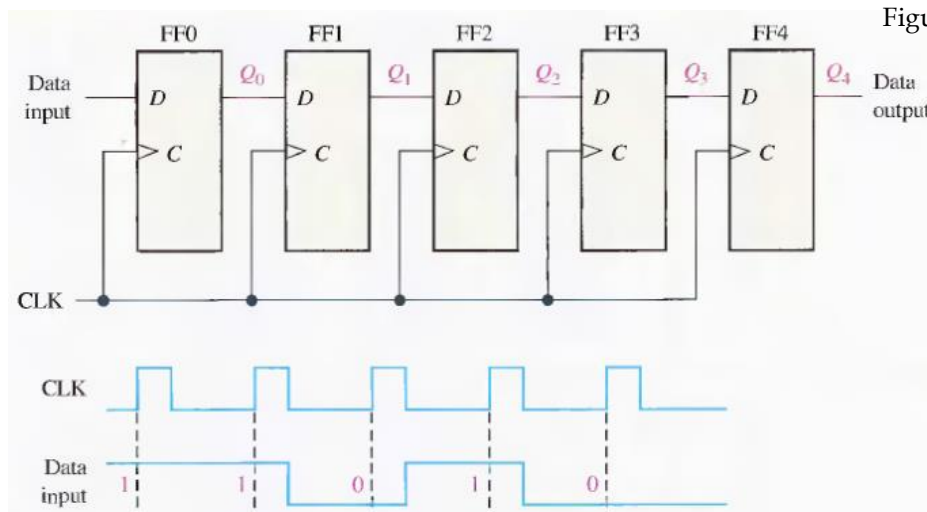 Figu
FF0 FF1 FF2 FF3 FF4
Data input
Q0 Q1 Q2 Q3 Q4
Data output
D D D D D
C C C C C
CLK
CLK
Data input
1 1 0 1 0